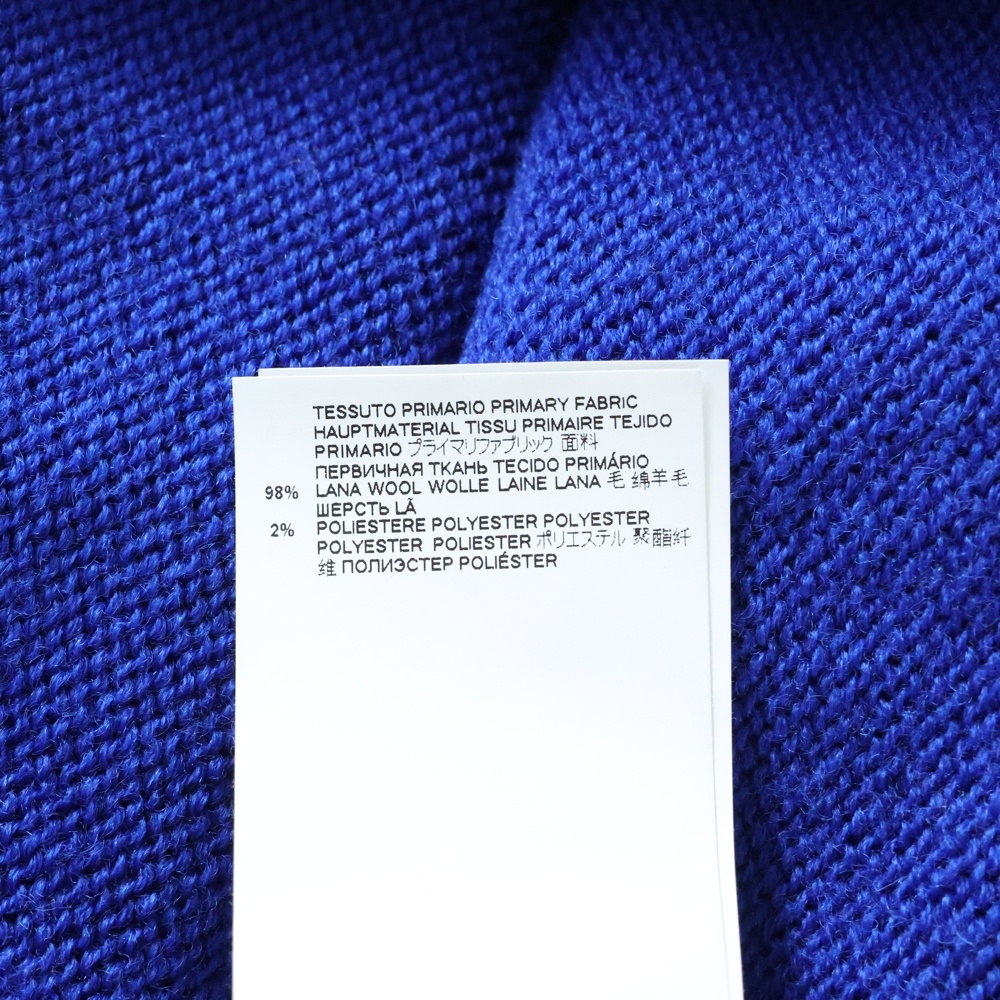 TESSUTO PRIMARIO PRIMARY FABRIC
HAUPTMATERIAL TISSU PRIMAIRE TEJIDO
PRIMARIO プライマリファブリック 面料
ПЕРВИЧНАЯ ТКАНЬ TECIDO PRIMÁRIO
98% LANA WOOL WOLLE LAINE LANA 毛 绵羊毛
ШЕРСТЬ LÃ
2% POLIESTERE POLYESTER POLYESTER
POLYESTER POLIESTER ポリエステル 聚酯纤
维 ПОЛИЭСТЕР POLIÉSTER